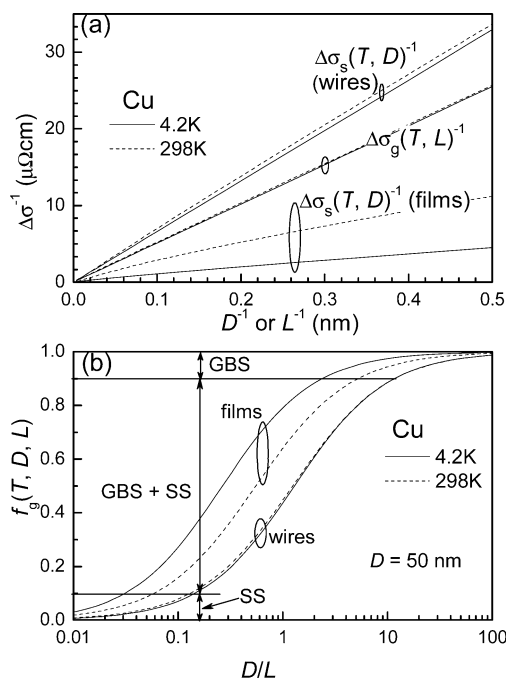 (a)
Δσ⁻¹ (μΩcm)
30
20
10
0
Cu
4.2K
298K
Δσs(T, D)⁻¹
(wires)
Δσg(T, L)⁻¹
Δσs(T, D)⁻¹ (films)
0.0 0.1 0.2 0.3 0.4 0.5
D⁻¹ or L⁻¹ (nm)
(b)
fg(T, D, L)
1.0
0.8
0.6
0.4
0.2
0.0
GBS
films
GBS + SS
wires
SS
Cu
4.2K
298K
D = 50 nm
0.01 0.1 1 10 100
D/L